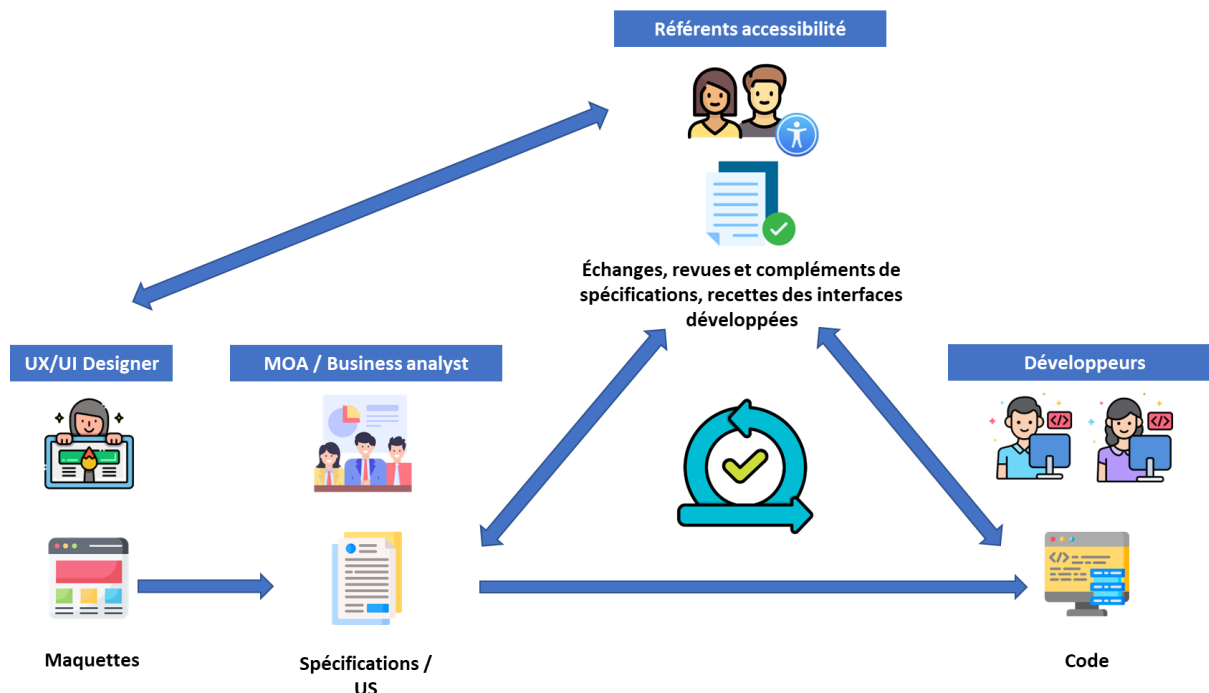 Référents accessibilité
Échanges, revues et compléments de
spécifications, recettes des interfaces
développées
UX/UI Designer
MOA / Business analyst
Développeurs
</>
</>
</>
Maquettes
Spécifications /
US
Code